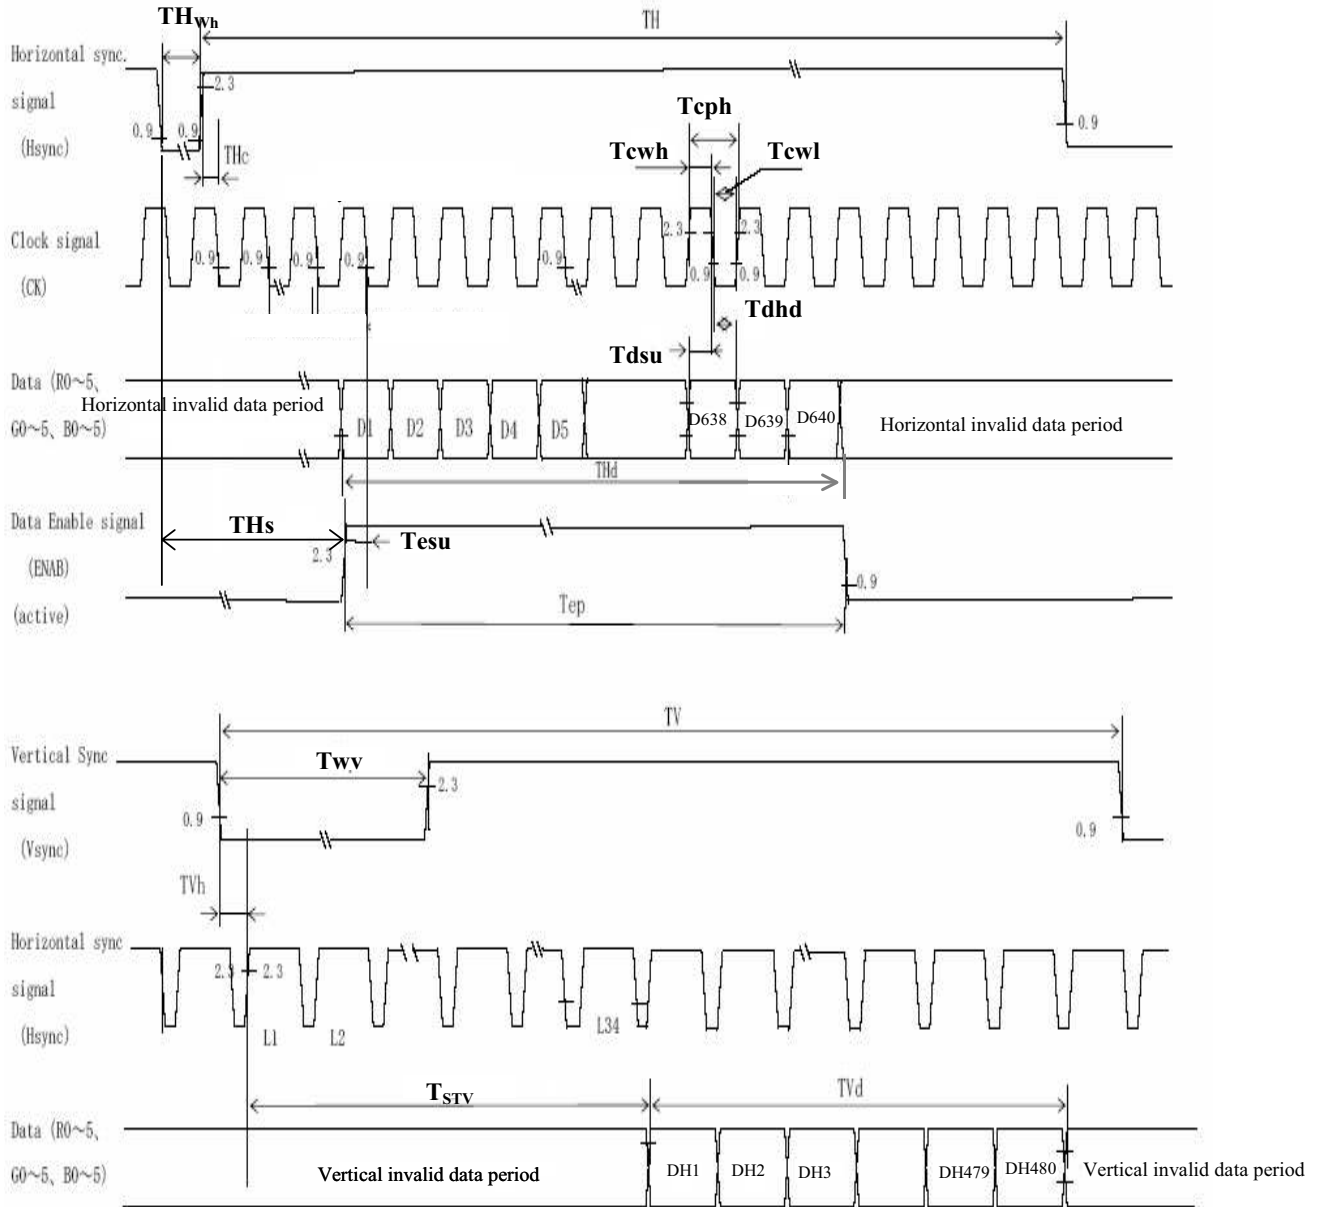 TH_Wh
TH
Horizontal sync.
signal
(Hsync)
2.3
0.9
0.9
0.9
THc
Tcph
Tcwh
Tcwl
Clock signal
(CK)
0.9
0.9
0.9
0.9
0.9
2.3
2.3
0.9
0.9
Tdhd
Tdsu
Data (R0～5、
G0～5、B0～5)
Horizontal invalid data period
D1
D2
D3
D4
D5
D638
D639
D640
Horizontal invalid data period
THd
Data Enable signal
(ENAB)
(active)
THs
2.3
Tesu
0.9
Tep
TV
Vertical Sync
signal
(Vsync)
Twv
2.3
0.9
0.9
TVh
Horizontal sync
signal
(Hsync)
2.3
2.3
L1
L2
L34
T_STV
TVd
Data (R0～5、
G0～5、B0～5)
Vertical invalid data period
DH1
DH2
DH3
DH479
DH480
Vertical invalid data period